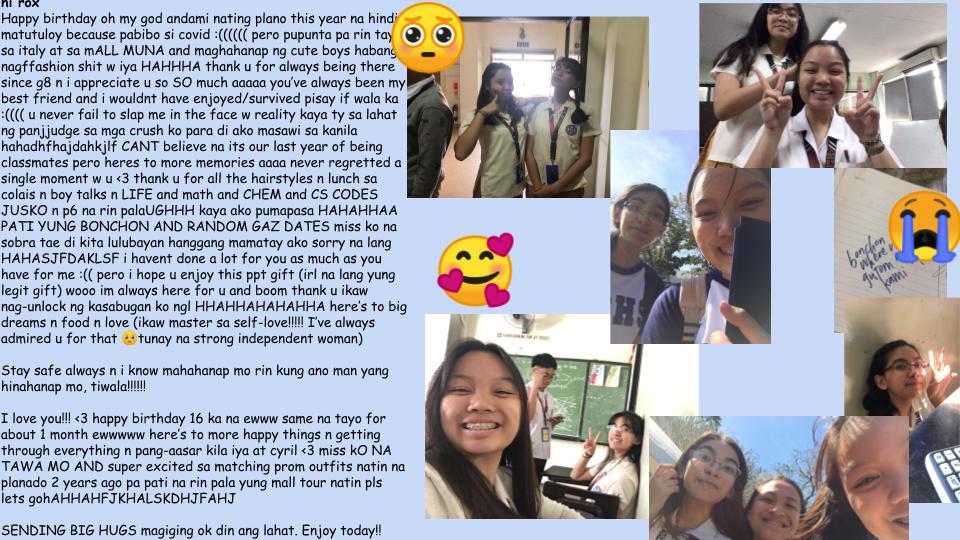 hi rox
Happy birthday oh my god andami nating plano this year na hindi
matutuloy because pabibo si covid :(((((( pero pupunta pa rin tay
sa italy at sa mALL MUNA and maghahanap ng cute boys habang
nagffashion shit w iya HAHHHA thank u for always being there
since g8 n i appreciate u so SO much aaaaa you've always been my
best friend and i wouldnt have enjoyed/survived pisay if wala ka
:(((( u never fail to slap me in the face w reality kaya ty sa lahat
ng panjjudge sa mga crush ko para di ako masawi sa kanila
hahadhfhajdahkjlf CANT believe na its our last year of being
classmates pero heres to more memories aaaa never regretted a
single moment w u <3 thank u for all the hairstyles n lunch sa
colais n boy talks n LIFE and math and CHEM and CS CODES
JUSKO n p6 na rin palaUGHHH kaya ako pumapasa HAHAHHAA
PATI YUNG BONCHON AND RANDOM GAZ DATES miss ko na
sobra tae di kita lulubayan hanggang mamatay ako sorry na lang
HAHASJFDAKLSF i havent done a lot for you as much as you
have for me :(( pero i hope u enjoy this ppt gift (irl na lang yung
legit gift) wooo im always here for u and boom thank u ikaw
nag-unlock ng kasabugan ko ngl HHAHHAHAHAHHA here's to big
dreams n food n love (ikaw master sa self-love!!!!! I've always
admired u for that 🥺tunay na strong independent woman)
Stay safe always n i know mahahanap mo rin kung ano man yang
hinahanap mo, tiwala!!!!!!
I love you!!! <3 happy birthday 16 ka na ewww same na tayo for
about 1 month ewwwww here's to more happy things n getting
through everything n pang-aasar kila iya at cyril <3 miss kO NA
TAWA MO AND super excited sa matching prom outfits natin na
planado 2 years ago pa pati na rin pala yung mall tour natin pls
lets gohAHHAHFJKHALSKDHJFAHJ
SENDING BIG HUGS magiging ok din ang lahat. Enjoy today!!
bonchon
where n
gutom
kami